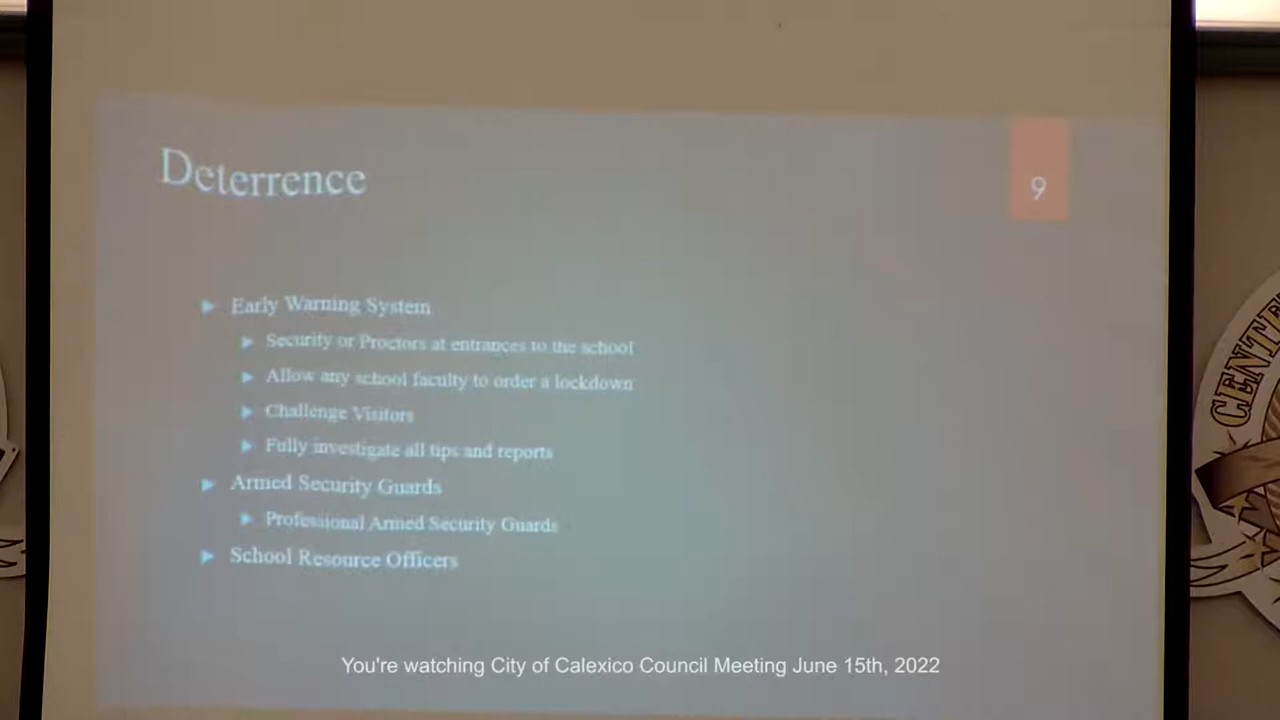 Deterrence
9
Early Warning System
Security or Proctors at entrances to the school
Allow any school faculty to order a lockdown
Challenge Visitors
Fully investigate all tips and reports
Armed Security Guards
Professional Armed Security Guards
School Resource Officers
You're watching City of Calexico Council Meeting June 15th, 2022